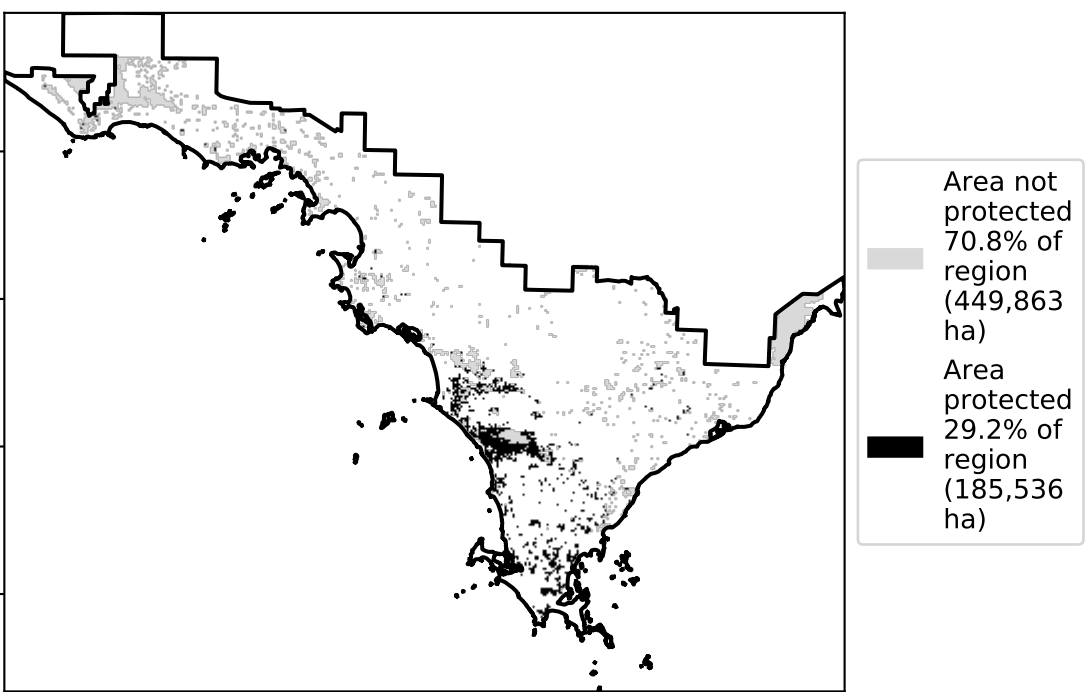 Area not
protected
70.8% of
region
(449,863
ha)
Area
protected
29.2% of
region
(185,536
ha)